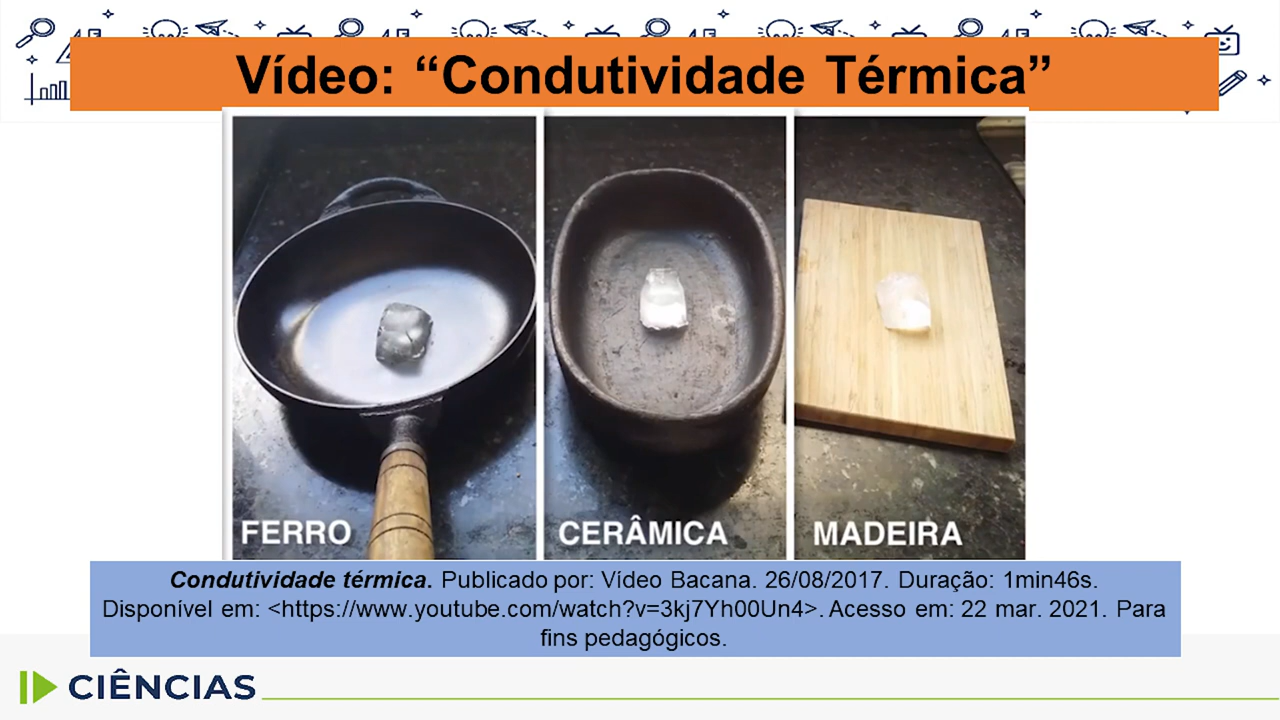 Vídeo: “Condutividade Térmica”
FERRO
CERÂMICA
MADEIRA
Condutividade térmica. Publicado por: Vídeo Bacana. 26/08/2017. Duração: 1min46s.
Disponível em: <https://www.youtube.com/watch?v=3kj7Yh00Un4>. Acesso em: 22 mar. 2021. Para
fins pedagógicos.
CIÊNCIAS